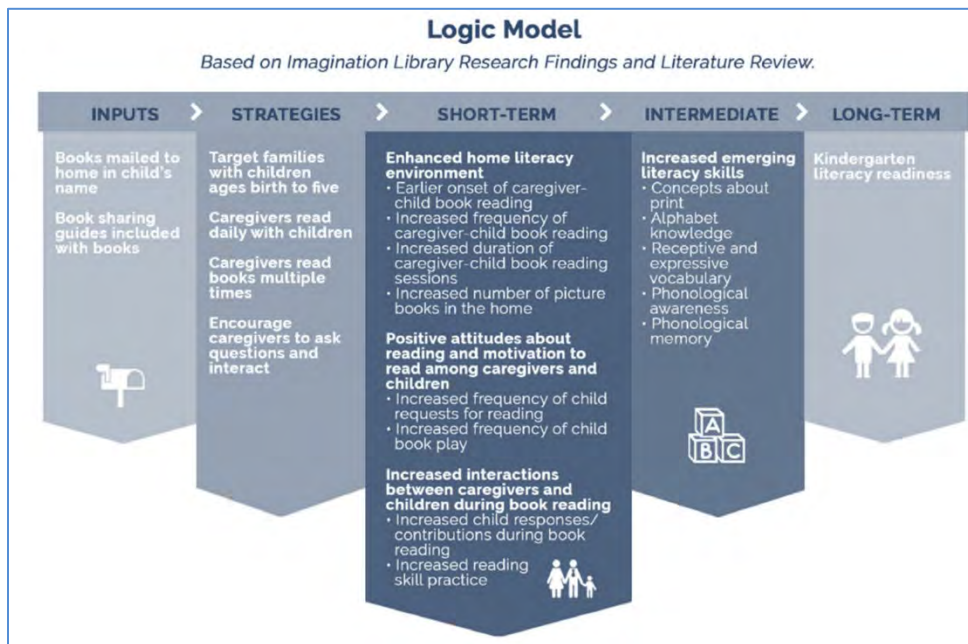 Logic Model
Based on Imagination Library Research Findings and Literature Review.
INPUTS
STRATEGIES
SHORT-TERM
INTERMEDIATE
LONG-TERM
Books mailed to
home in child's
name
Book sharing
guides included
with books
Target families
with children
ages birth to five
Caregivers read
daily with children
Caregivers read
books multiple
times
Encourage
caregivers to ask
questions and
interact
Enhanced home literacy
environment
• Earlier onset of caregiver-
child book reading
• Increased frequency of
caregiver-child book reading
• Increased duration of
caregiver-child book reading
sessions
• Increased number of picture
books in the home
Positive attitudes about
reading and motivation to
read among caregivers and
children
• Increased frequency of child
requests for reading
• Increased frequency of child
book play
Increased interactions
between caregivers and
children during book reading
• Increased child responses/
contributions during book
reading
• Increased reading
skill practice
Increased emerging
literacy skills
• Concepts about
print
• Alphabet
knowledge
• Receptive and
expressive
vocabulary
• Phonological
awareness
• Phonological
memory
A
B C
Kindergarten
literacy readiness